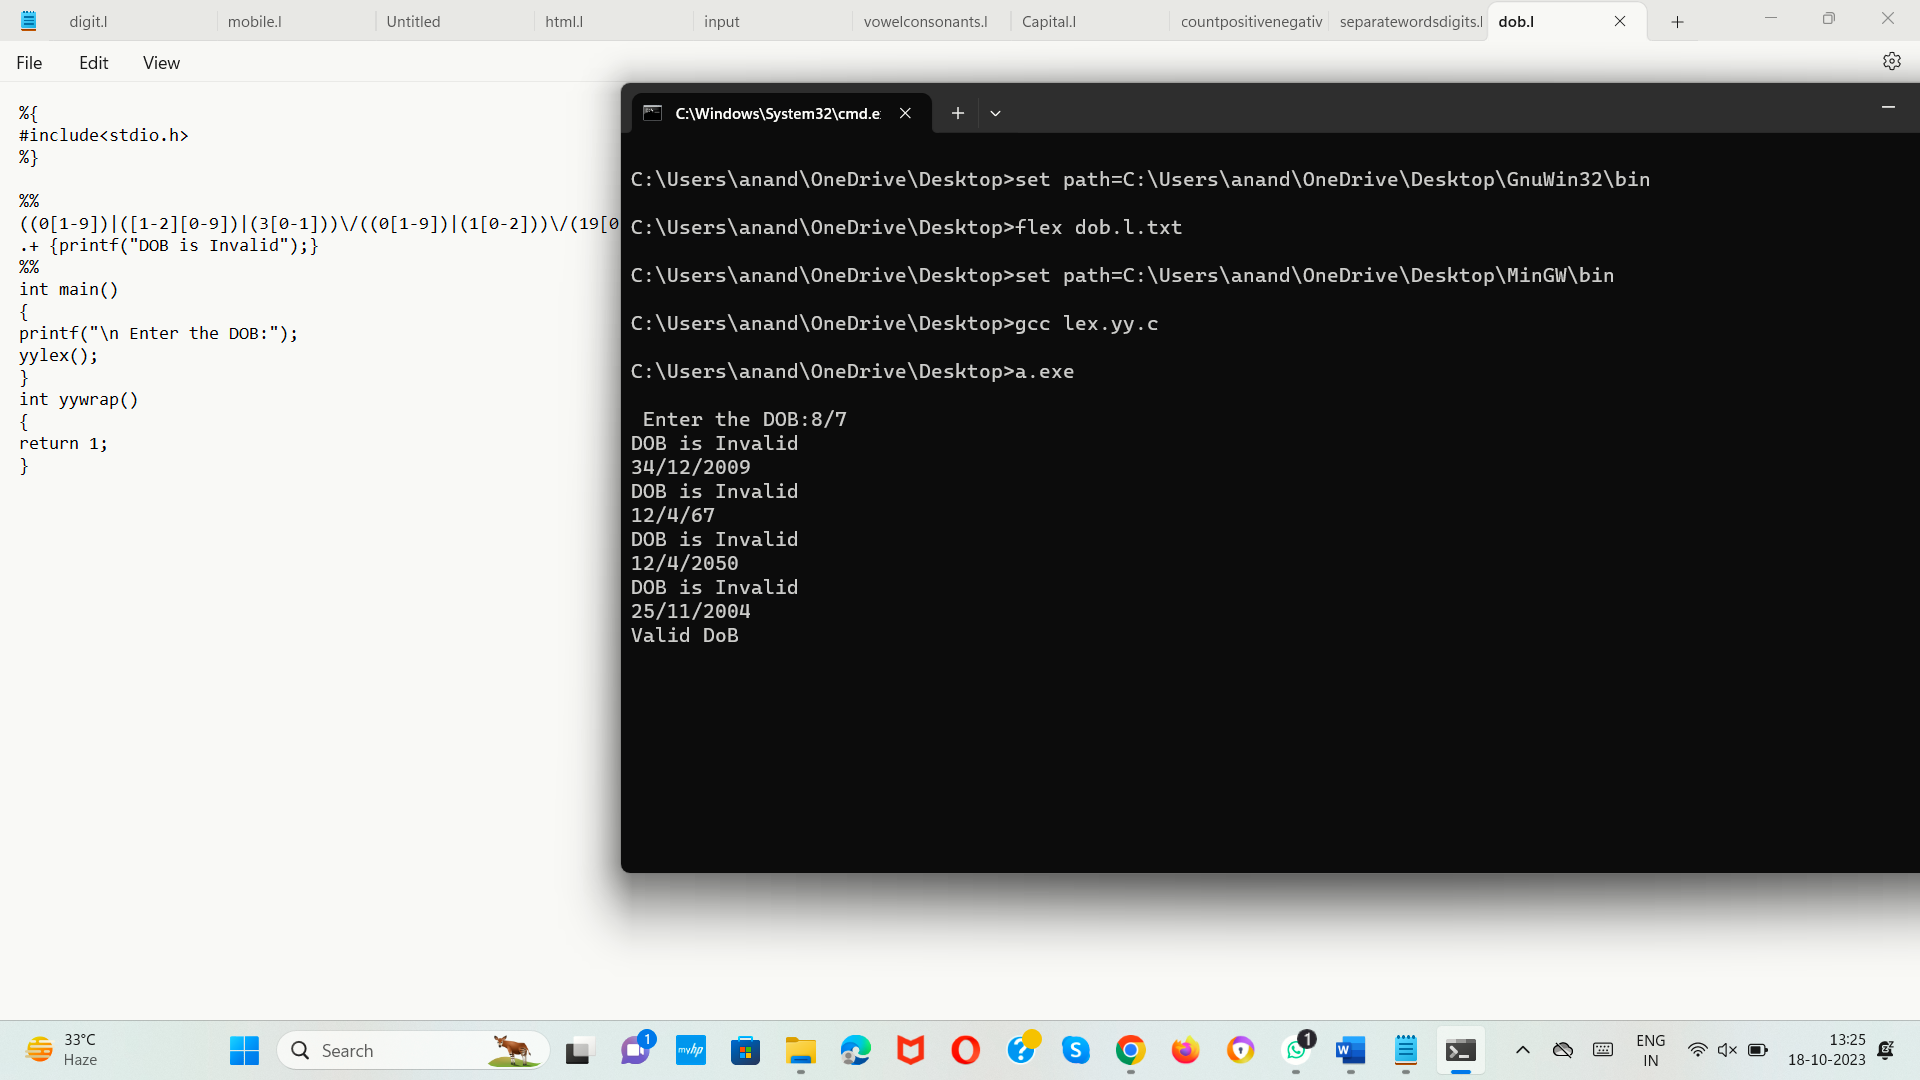 digit.l
mobile.l
Untitled
html.l
input
vowelconsonants.l
Capital.l
countpositivenegativ
separatewordsdigits.l
dob.l
File Edit View
%{
#include<stdio.h>
%}
%%
((0[1-9])|([1-2][0-9])|(3[0-1]))\/((0[1-9])|(1[0-2]))\/(19[0
.+ {printf("DOB is Invalid");}
%%
int main()
{
printf("\n Enter the DOB:");
yylex();
}
int yywrap()
{
return 1;
}
C:\Windows\System32\cmd.e
C:\Users\anand\OneDrive\Desktop>set path=C:\Users\anand\OneDrive\Desktop\GnuWin32\bin
C:\Users\anand\OneDrive\Desktop>flex dob.l.txt
C:\Users\anand\OneDrive\Desktop>set path=C:\Users\anand\OneDrive\Desktop\MinGW\bin
C:\Users\anand\OneDrive\Desktop>gcc lex.yy.c
C:\Users\anand\OneDrive\Desktop>a.exe
Enter the DOB:8/7
DOB is Invalid
34/12/2009
DOB is Invalid
12/4/67
DOB is Invalid
12/4/2050
DOB is Invalid
25/11/2004
Valid DoB
33°C
Haze
Search
1
myhp
1
ENG
IN
13:25
18-10-2023